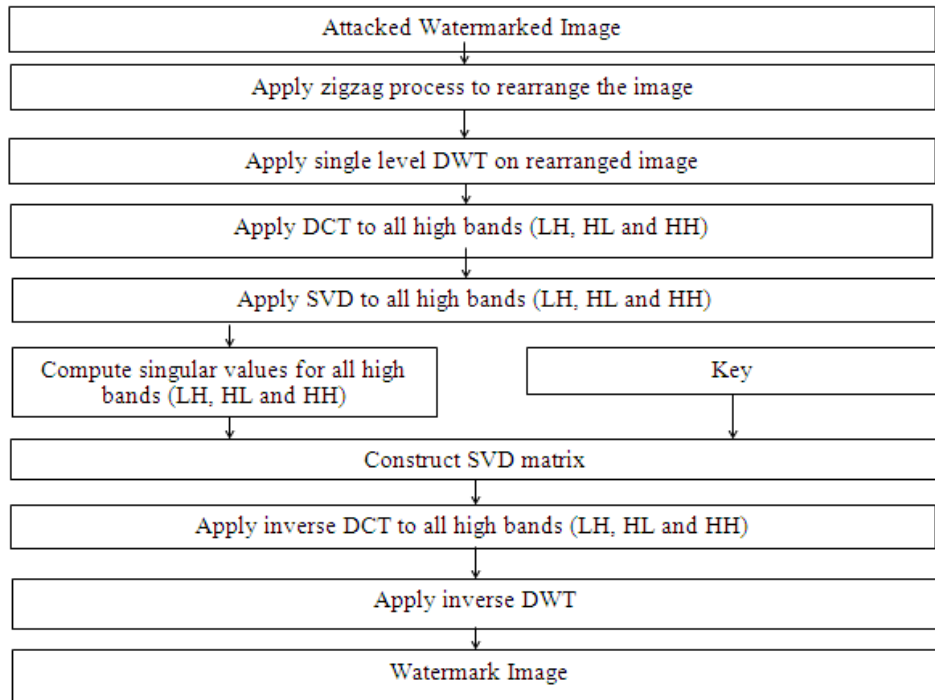 Attacked Watermarked Image
Apply zigzag process to rearrange the image
Apply single level DWT on rearranged image
Apply DCT to all high bands (LH, HL and HH)
Apply SVD to all high bands (LH, HL and HH)
Compute singular values for all high
bands (LH, HL and HH)
Key
Construct SVD matrix
Apply inverse DCT to all high bands (LH, HL and HH)
Apply inverse DWT
Watermark Image